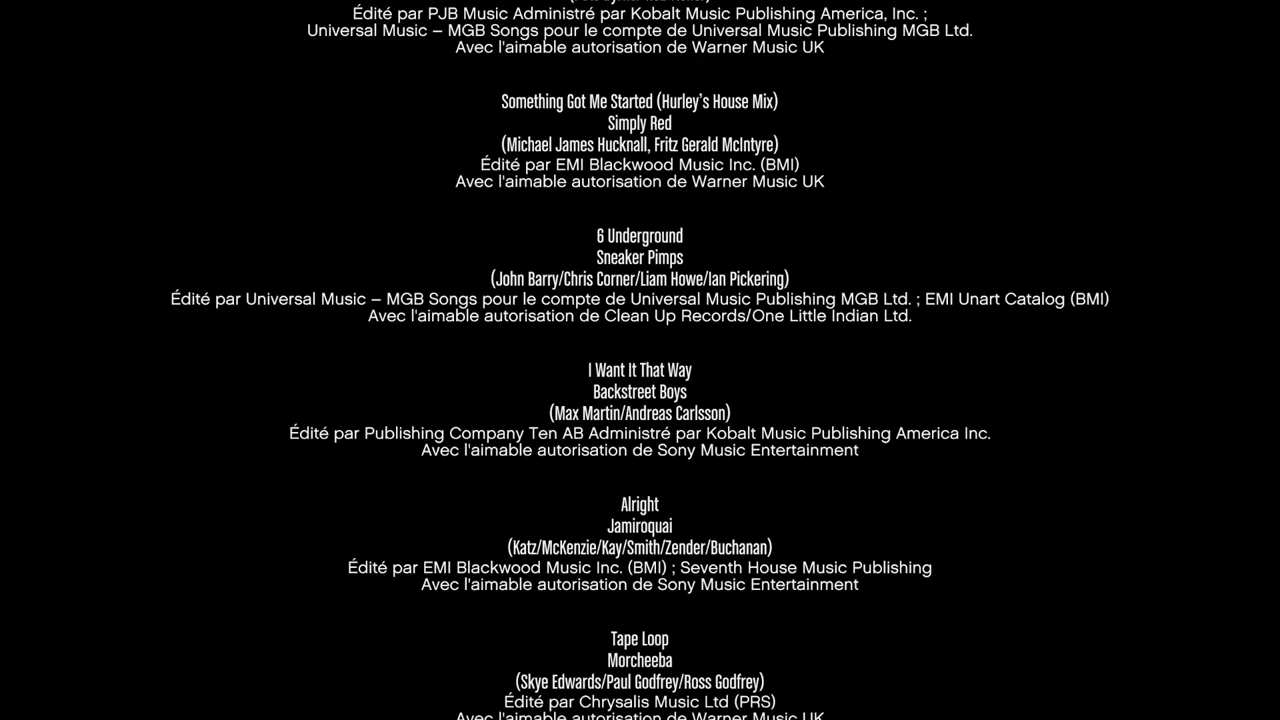 Édité par PJB Music Administré par Kobalt Music Publishing America, Inc. ;
Universal Music – MGB Songs pour le compte de Universal Music Publishing MGB Ltd.
Avec l'aimable autorisation de Warner Music UK
Something Got Me Started (Hurley’s House Mix)
Simply Red
(Michael James Hucknall, Fritz Gerald McIntyre)
Édité par EMI Blackwood Music Inc. (BMI)
Avec l'aimable autorisation de Warner Music UK
6 Underground
Sneaker Pimps
(John Barry/Chris Corner/Liam Howe/Ian Pickering)
Édité par Universal Music – MGB Songs pour le compte de Universal Music Publishing MGB Ltd. ; EMI Unart Catalog (BMI)
Avec l'aimable autorisation de Clean Up Records/One Little Indian Ltd.
I Want It That Way
Backstreet Boys
(Max Martin/Andreas Carlsson)
Édité par Publishing Company Ten AB Administré par Kobalt Music Publishing America Inc.
Avec l'aimable autorisation de Sony Music Entertainment
Alright
Jamiroquai
(Katz/McKenzie/Kay/Smith/Zender/Buchanan)
Édité par EMI Blackwood Music Inc. (BMI) ; Seventh House Music Publishing
Avec l'aimable autorisation de Sony Music Entertainment
Tape Loop
Morcheeba
(Skye Edwards/Paul Godfrey/Ross Godfrey)
Édité par Chrysalis Music Ltd (PRS)
Avec l'aimable autorisation de Warner Music UK